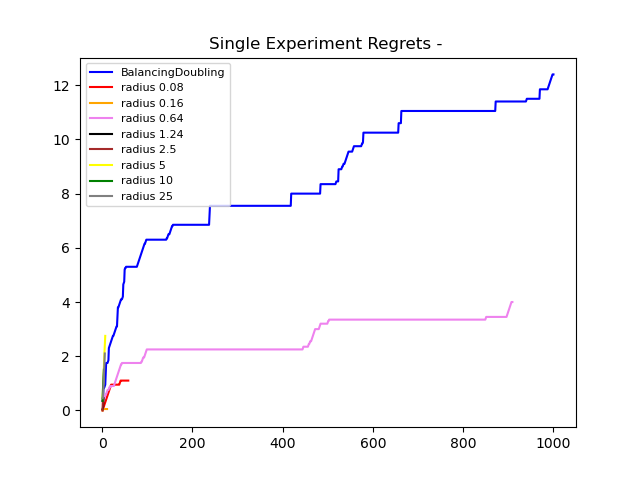 Single Experiment Regrets -
BalancingDoubling
radius 0.08
radius 0.16
radius 0.64
radius 1.24
radius 2.5
radius 5
radius 10
radius 25
12
10
8
6
4
2
0
0 200 400 600 800 1000